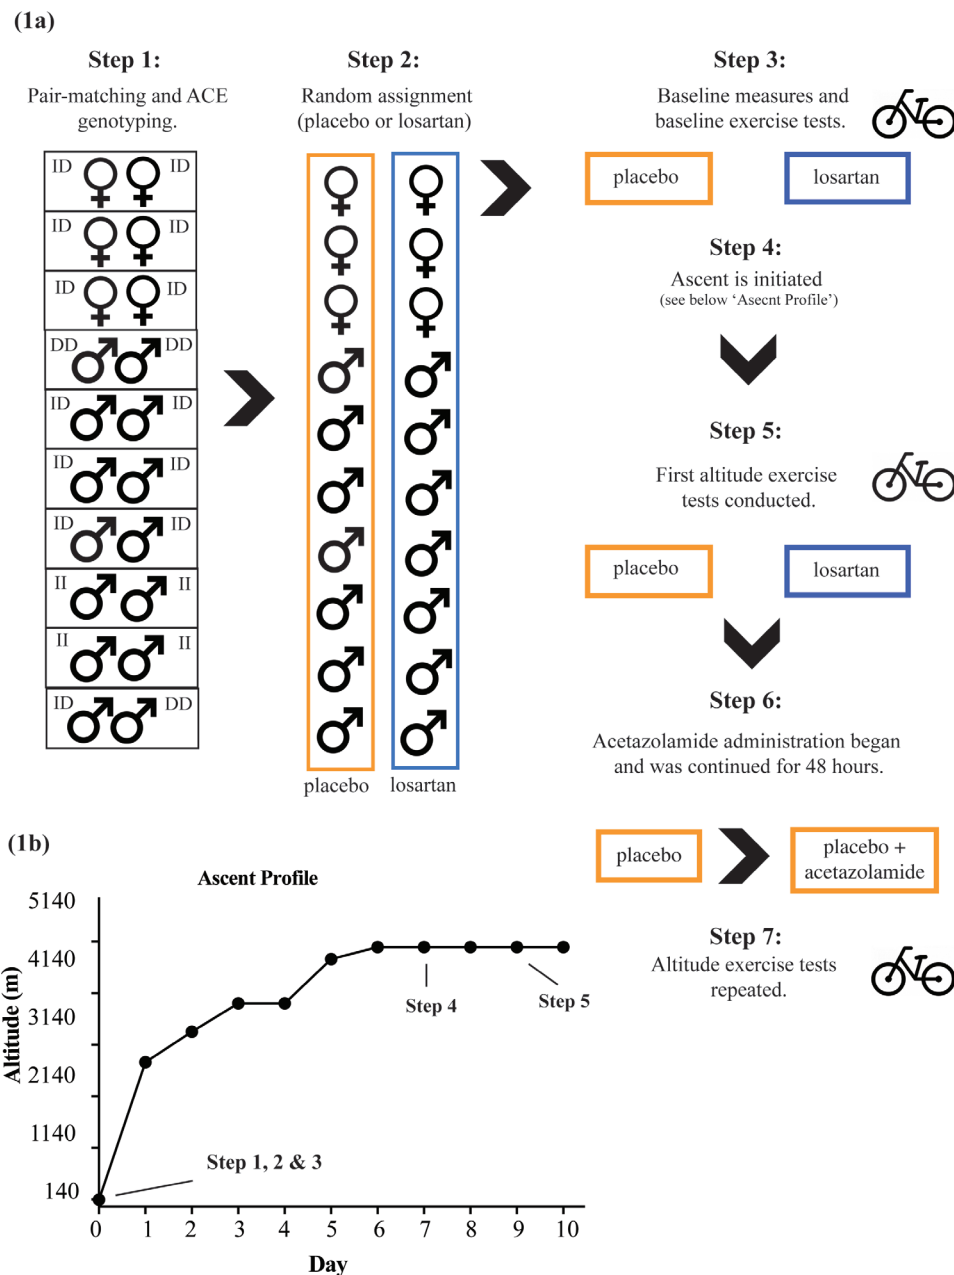 (1a)
Step 1:
Pair-matching and ACE
genotyping.
ID ID
ID ID
ID ID
DD DD
ID ID
ID ID
ID ID
II II
II II
ID DD
Step 2:
Random assignment
(placebo or losartan)
placebo losartan
Step 3:
Baseline measures and
baseline exercise tests.
placebo losartan
Step 4:
Ascent is initiated
(see below ‘Asecnt Profile’)
Step 5:
First altitude exercise
tests conducted.
placebo losartan
Step 6:
Acetazolamide administration began
and was continued for 48 hours.
placebo
placebo +
acetazolamide
Step 7:
Altitude exercise tests
repeated.
(1b)
Ascent Profile
Altitude (m)
5140
4140
3140
2140
1140
140
Step 4
Step 5
Step 1, 2 & 3
0 1 2 3 4 5 6 7 8 9 10
Day